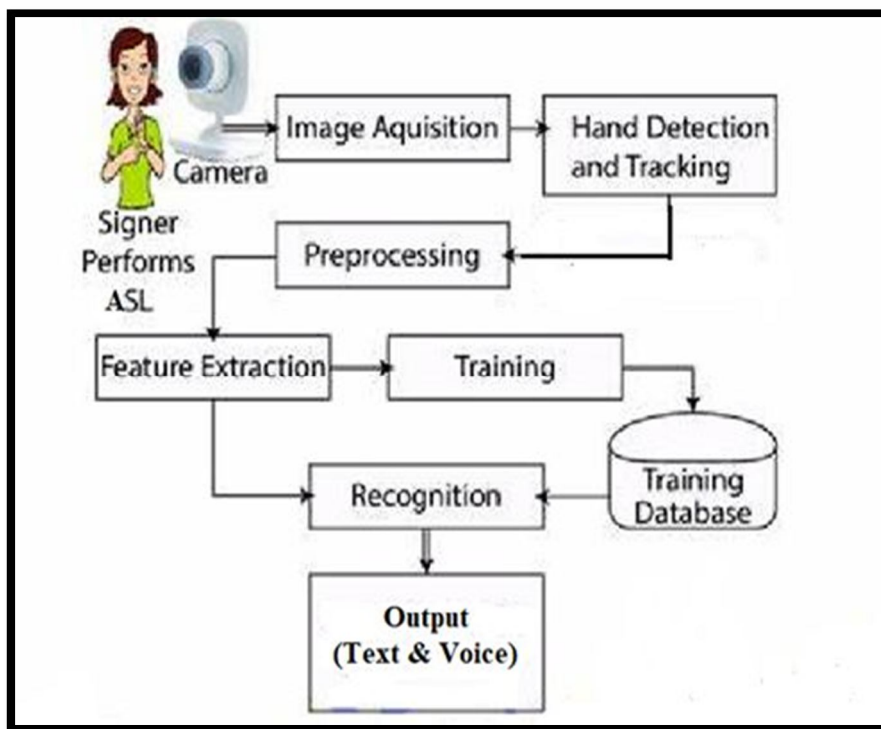 Image Aquisition
Hand Detection
and Tracking
Camera
Signer
Performs
ASL
Preprocessing
Feature Extraction
Training
Training
Database
Recognition
Output
(Text & Voice)